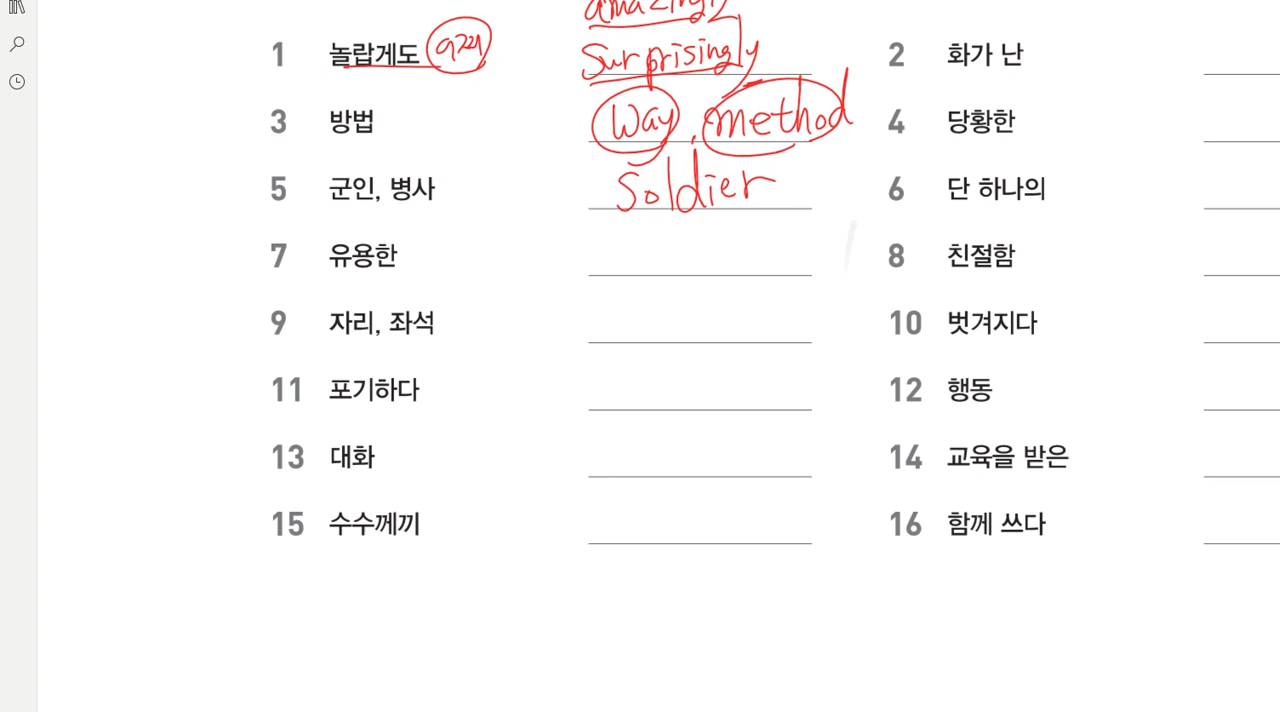 amazingly
1 놀랍게도 surprisingly 2 화가 난
3 방법 way, method 4 당황한
5 군인, 병사 soldier 6 단 하나의
7 유용한 8 친절함
9 자리, 좌석 10 벗겨지다
11 포기하다 12 행동
13 대화 14 교육을 받은
15 수수께끼 16 함께 쓰다